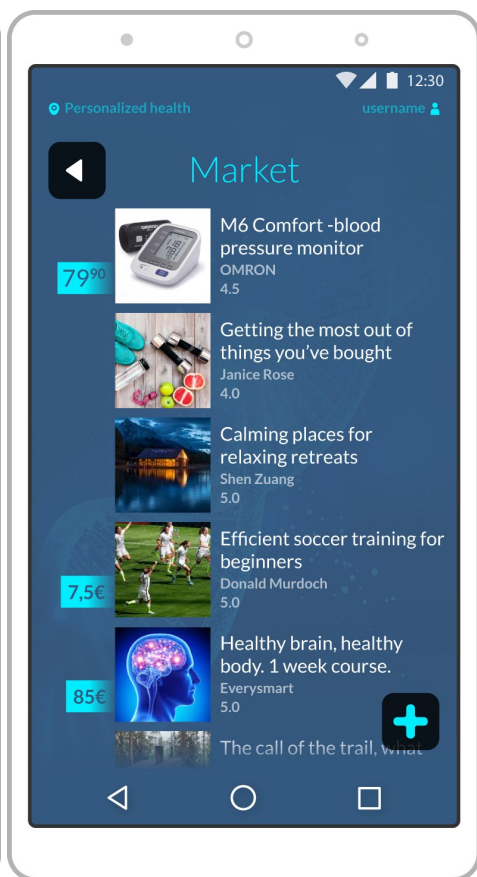 12:30
Personalized health
username
Market
M6 Comfort -blood
pressure monitor
OMRON
4.5
79⁹⁰
Getting the most out of
things you’ve bought
Janice Rose
4.0
Calming places for
relaxing retreats
Shen Zuang
5.0
Efficient soccer training for
beginners
Donald Murdoch
5.0
7,5€
Healthy brain, healthy
body. 1 week course.
Everysmart
5.0
85€
The call of the trail, what